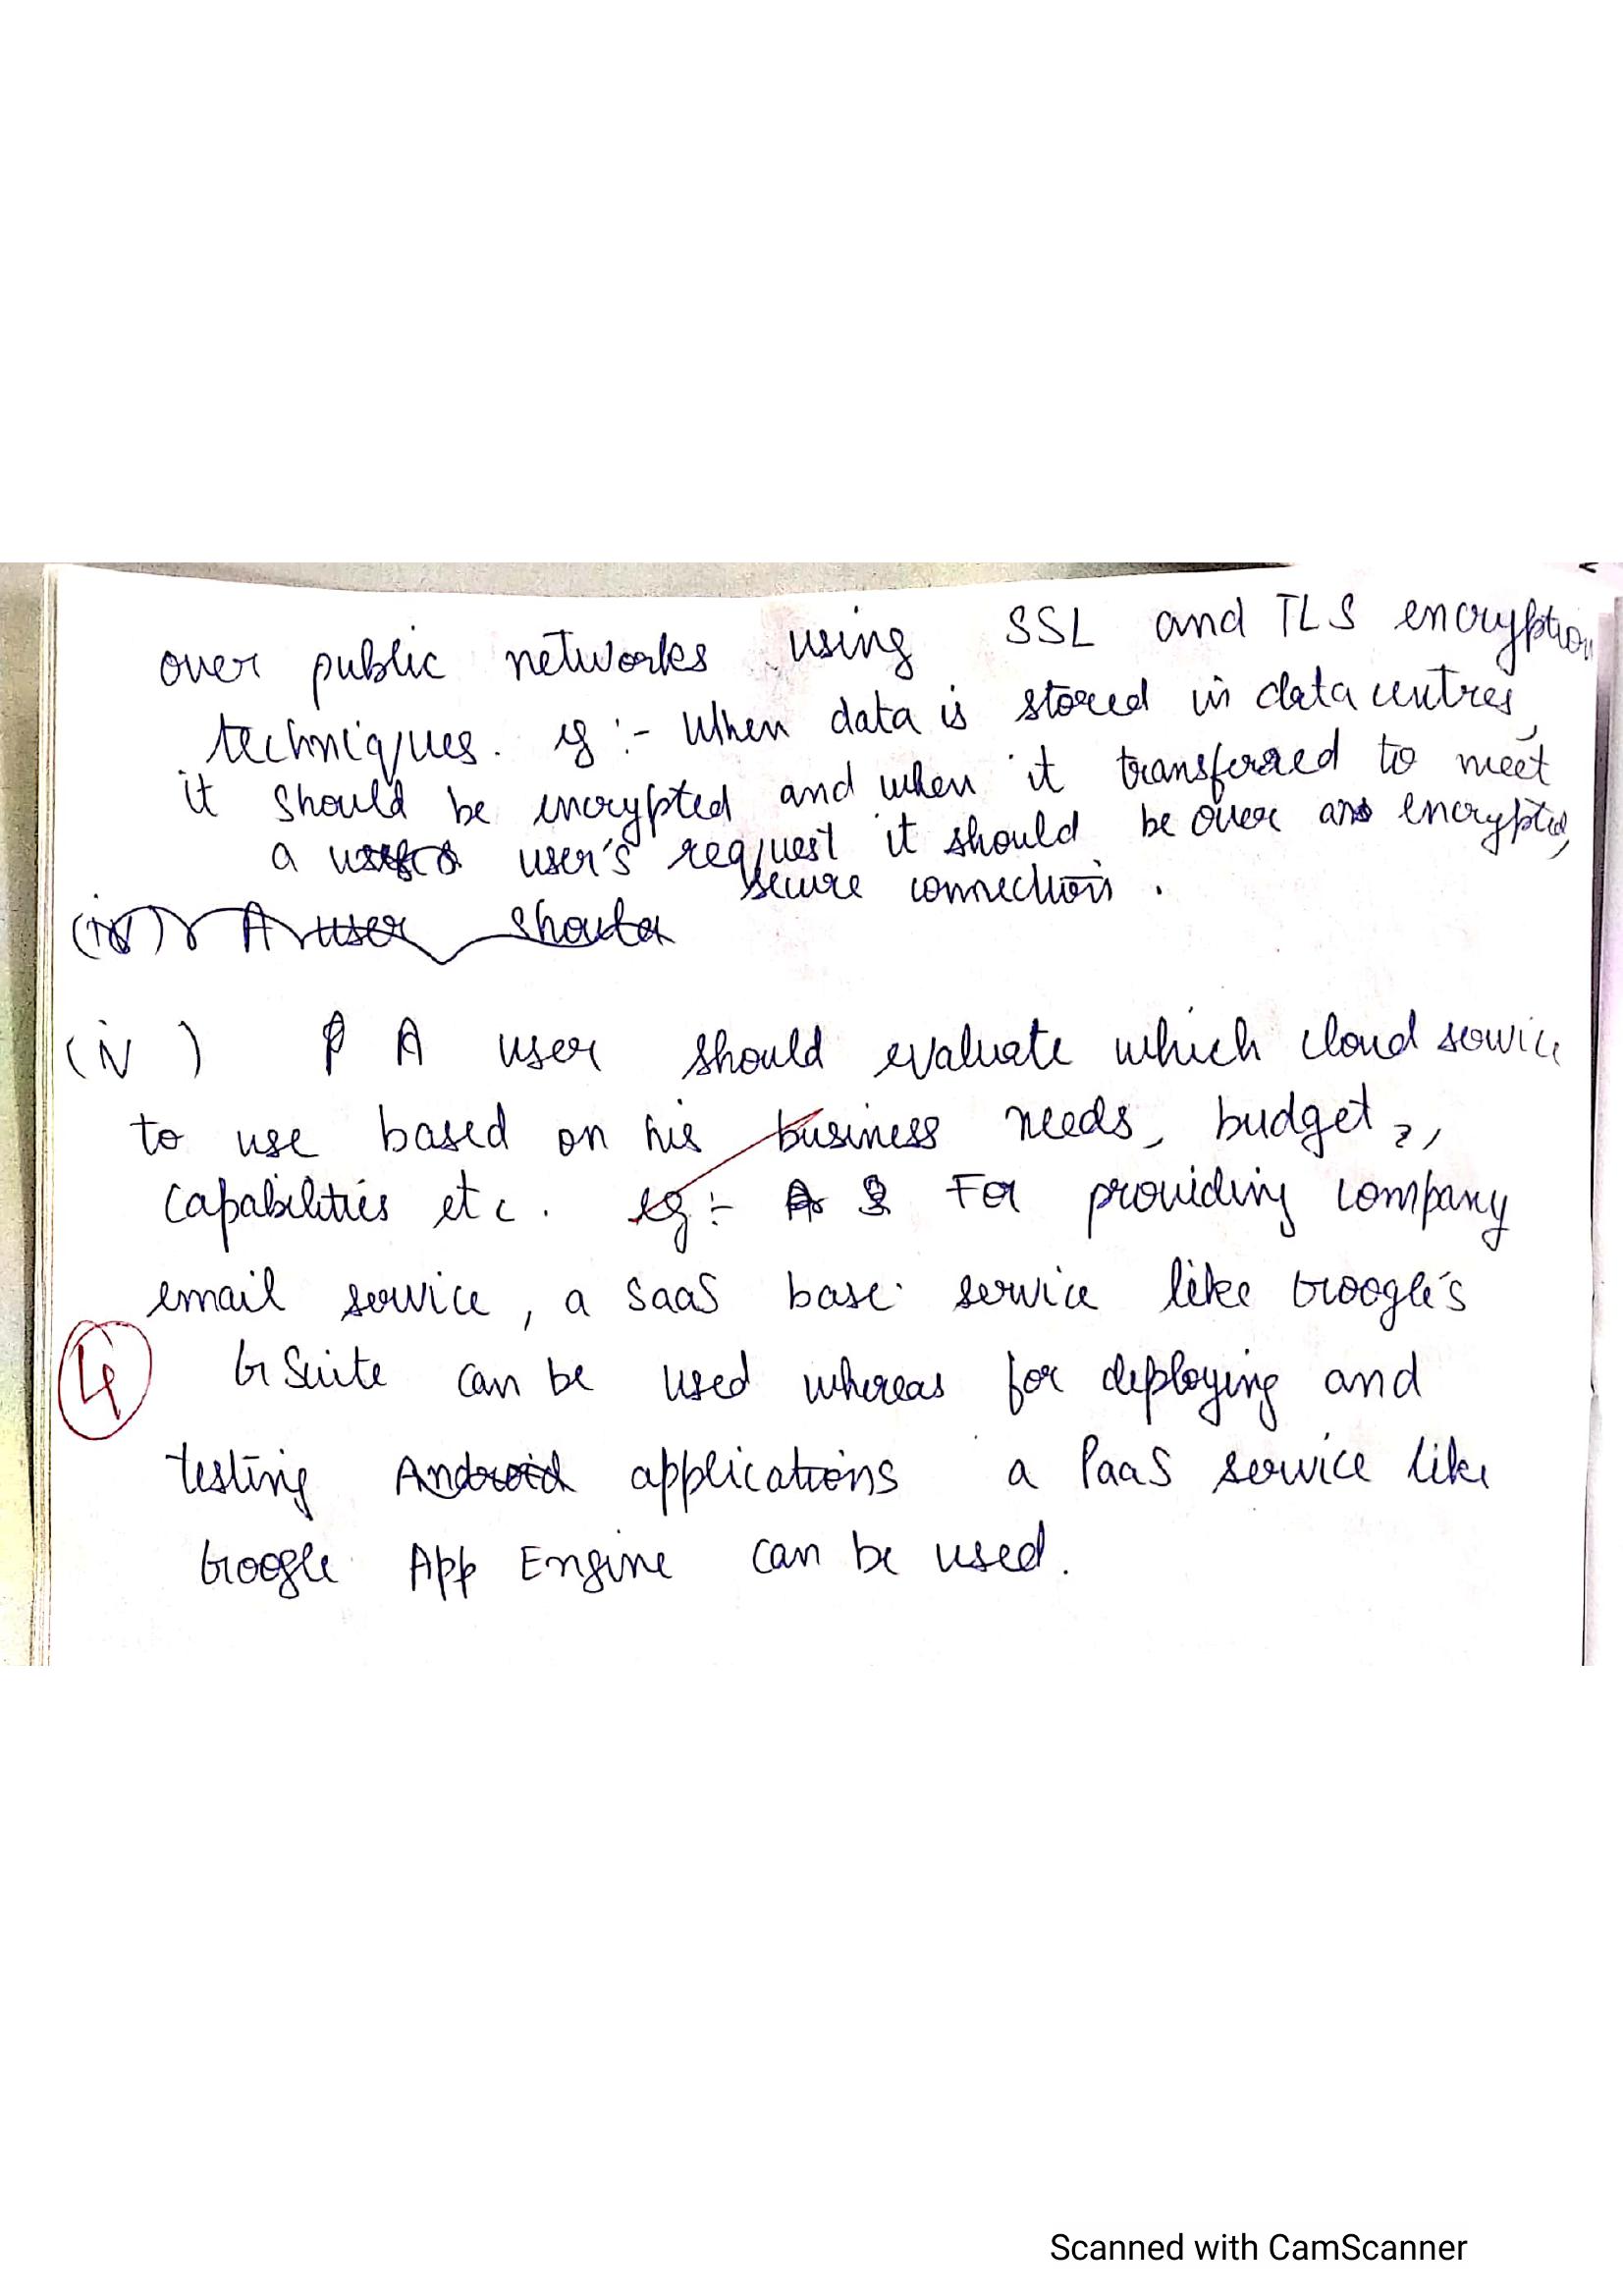 over public networks using SSL and TLS encryption
techniques. eg :- When data is stored in data centres,
it should be encrypted and when it transferred to meet
a user's request it should be over an encrypted,
secure connection.
(iv) A user should
(iv) A user should evaluate which cloud service
to use based on his business needs, budget,
capabilities etc. eg :- For providing company
email service, a SaaS base service like Google's
G Suite can be used whereas for deploying and
4
testing Android applications a PaaS service like
Google App Engine can be used.
Scanned with CamScanner